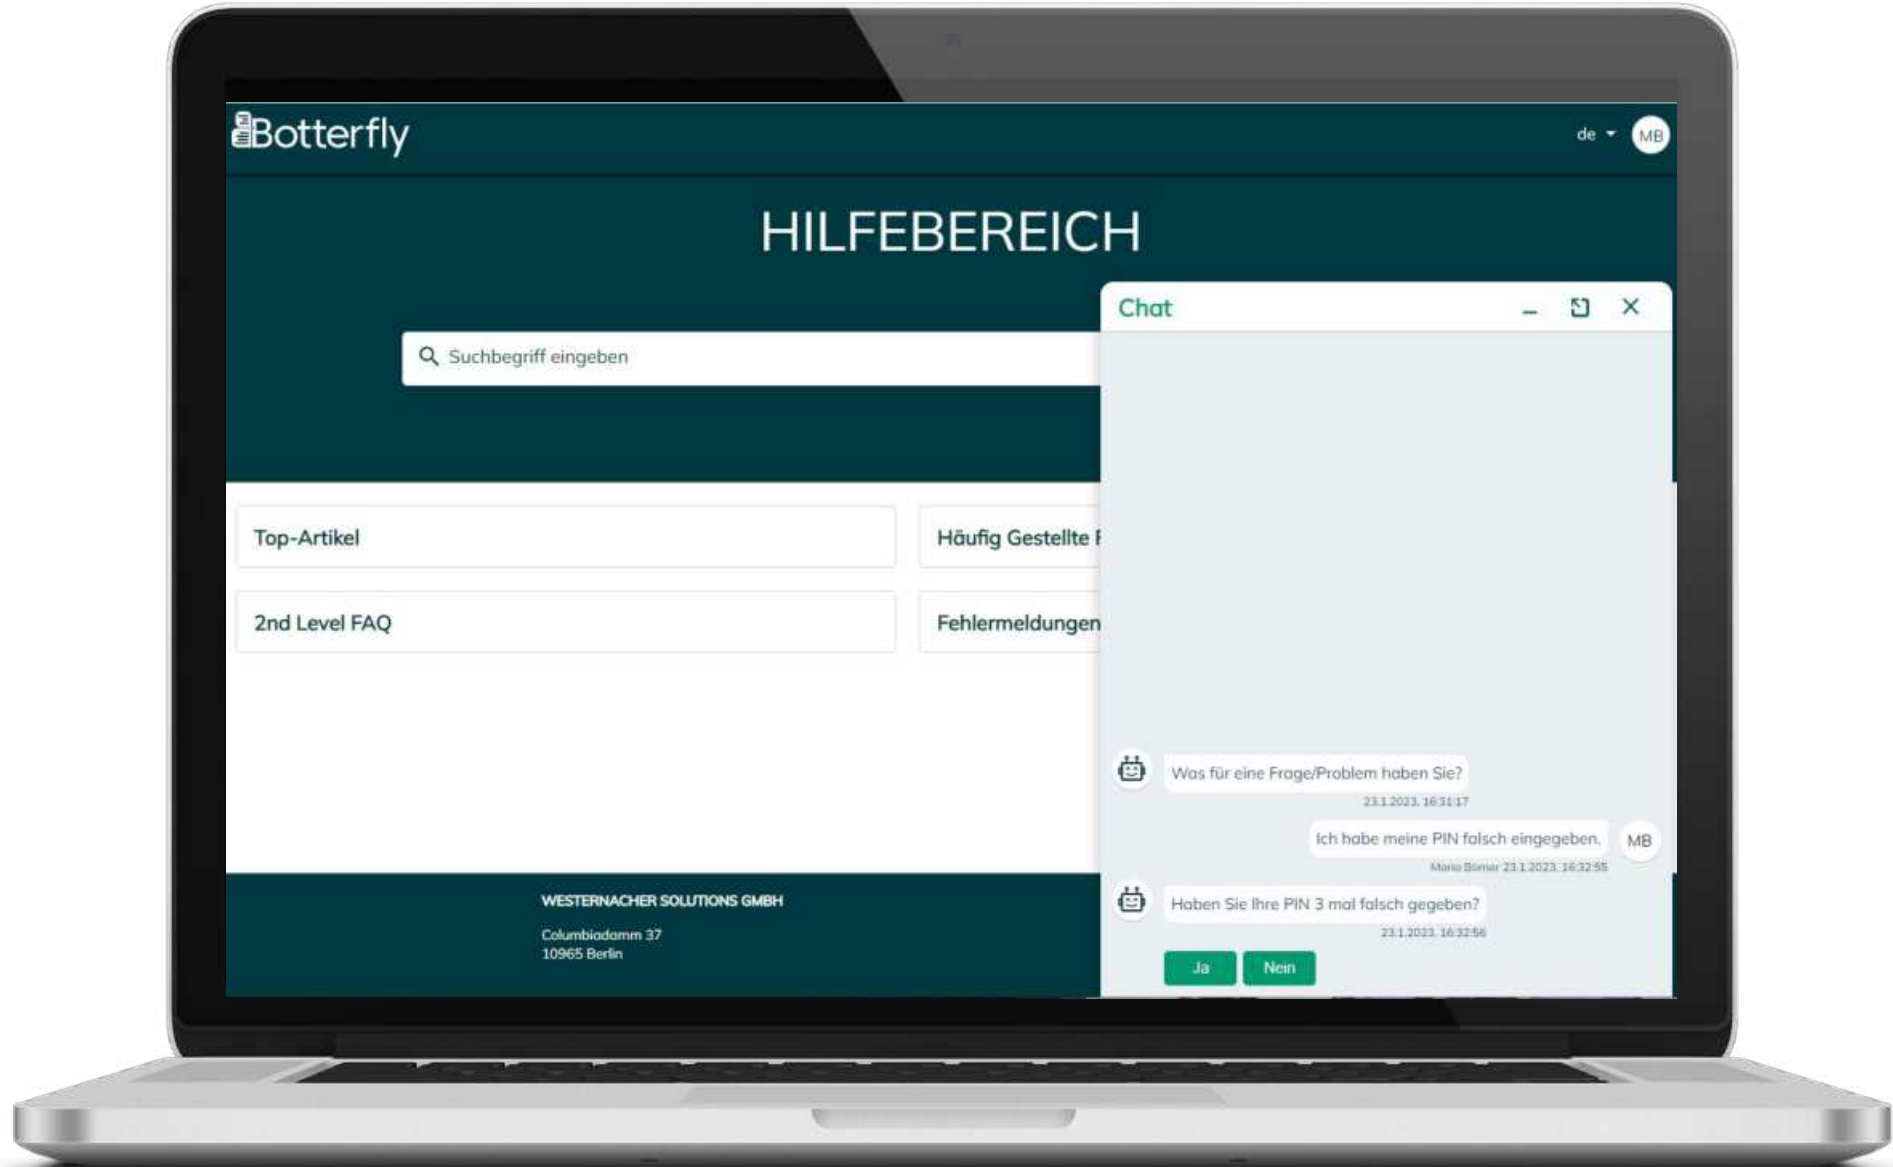 Botterfly
de
MB
HILFEBEREICH
Chat
Suchbegriff eingeben
Top-Artikel
Häufig Gestellte F
2nd Level FAQ
Fehlermeldungen
Was für eine Frage/Problem haben Sie?
23.1.2023, 16:31:17
Ich habe meine PIN falsch eingegeben.
MB
Mario Börner 23.1.2023, 16:32:55
Haben Sie Ihre PIN 3 mal falsch gegeben?
23.1.2023, 16:32:56
Ja
Nein
WESTERNACHER SOLUTIONS GMBH
Columbiadamm 37
10965 Berlin